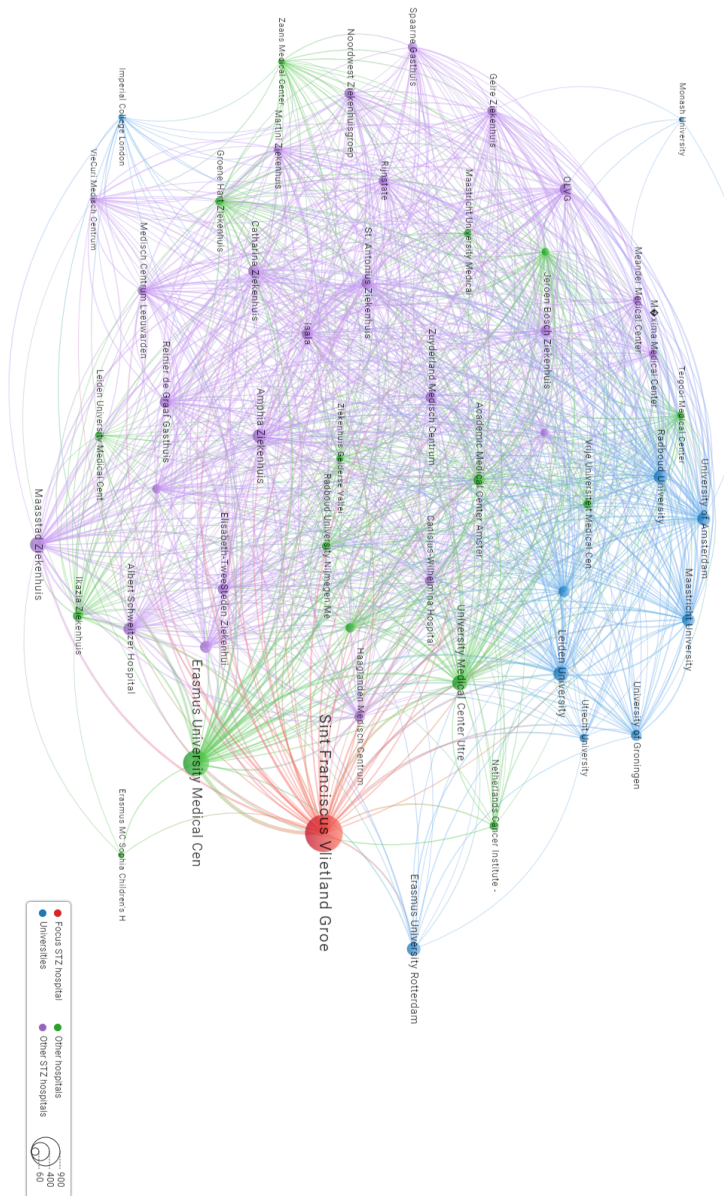 Monash University
Imperial College London
Zaans Medical Center
Noordwest Ziekenhuisgroep
Spaarne Gasthuis
Gelre Ziekenhuis
VieCuri Medisch Centrum
Martini Ziekenhuis
Groene Hart Ziekenhuis
Rijnstate
Maastricht University Medical
OLVG
Medisch Centrum Leeuwarden
Catharina Ziekenhuis
St. Antonius Ziekenhuis
Jeroen Bosch Ziekenhuis
Meander Medical Center
M�xima Medical Center
Isala
Zuyderland Medisch Centrum
Reinier de Graaf Gasthuis
Leiden University Medical Cent
Amphia Ziekenhuis
Ziekenhuis Gelderse Vallei
Academic Medical Center Amster
Vrije Universiteit Medical Cen
Tergooi Medical Center
Radboud University
University of Amsterdam
Maasstad Ziekenhuis
Elisabeth-TweeSteden Ziekenhui
Radboud University Nijmegen Me
Canisius-Wilhelmina Hospital
Ikazia Ziekenhuis
Albert Schweitzer Hospital
Maastricht University
Leiden University
University Medical Center Utre
Haaglanden Medisch Centrum
Utrecht University
University of Groningen
Erasmus University Medical Cen
Sint Franciscus Vlietland Groe
Netherlands Cancer Institute -
Erasmus MC Sophia Children's H
Erasmus University Rotterdam
Focus STZ hospital
Other hospitals
Universities
Other STZ hospitals
900
400
60